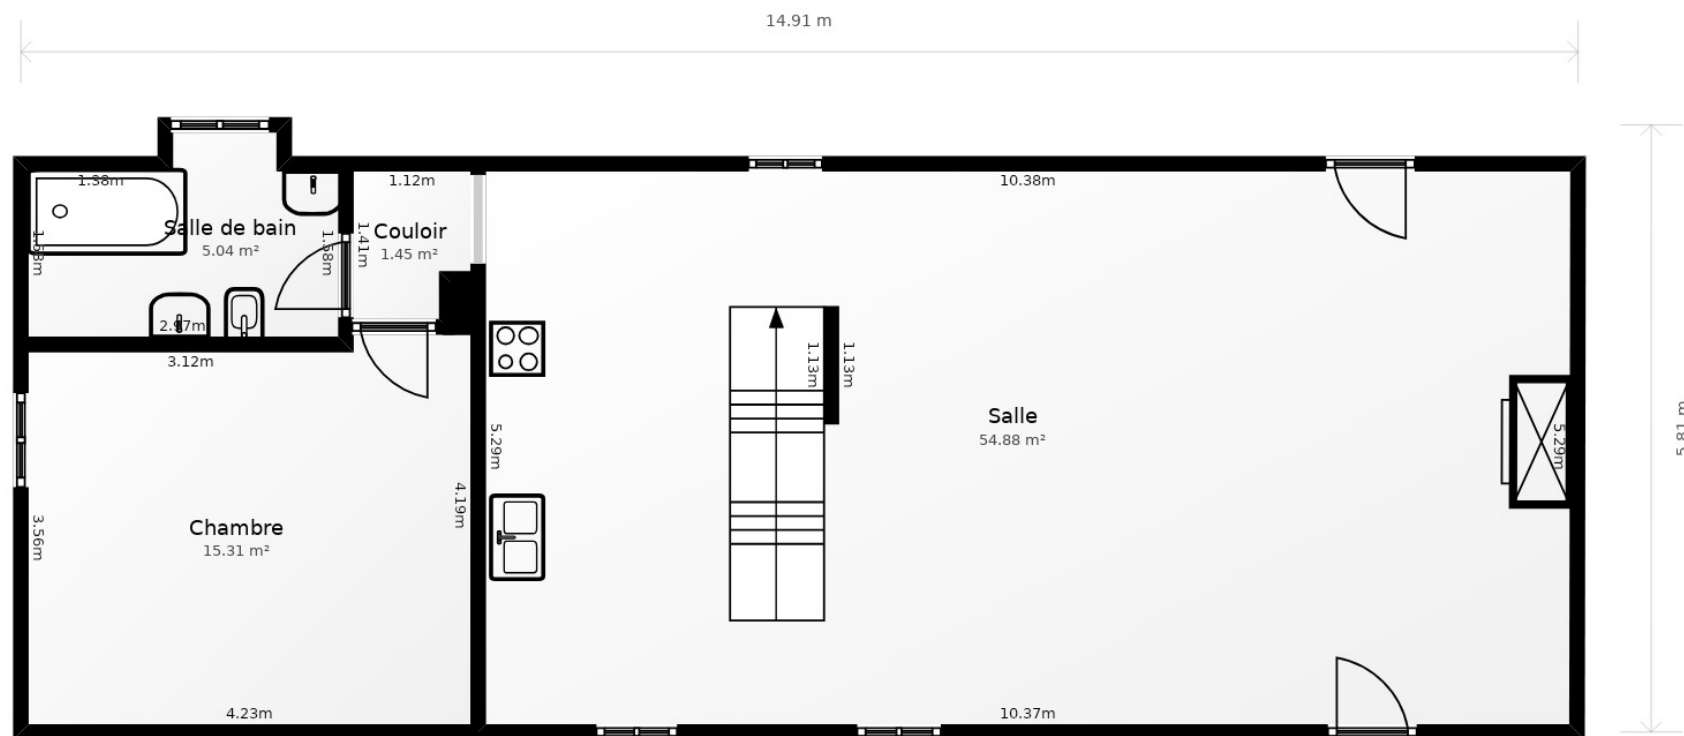 14.91 m
1.38m
1.12m
10.38m
Salle de bain
5.04 m²
Couloir
1.45 m²
1.53m
1.58m
1.41m
2.97m
3.12m
1.13m
1.13m
Salle
54.88 m²
5.29m
5.29m
5.81 m
4.19m
3.56m
Chambre
15.31 m²
4.23m
10.37m